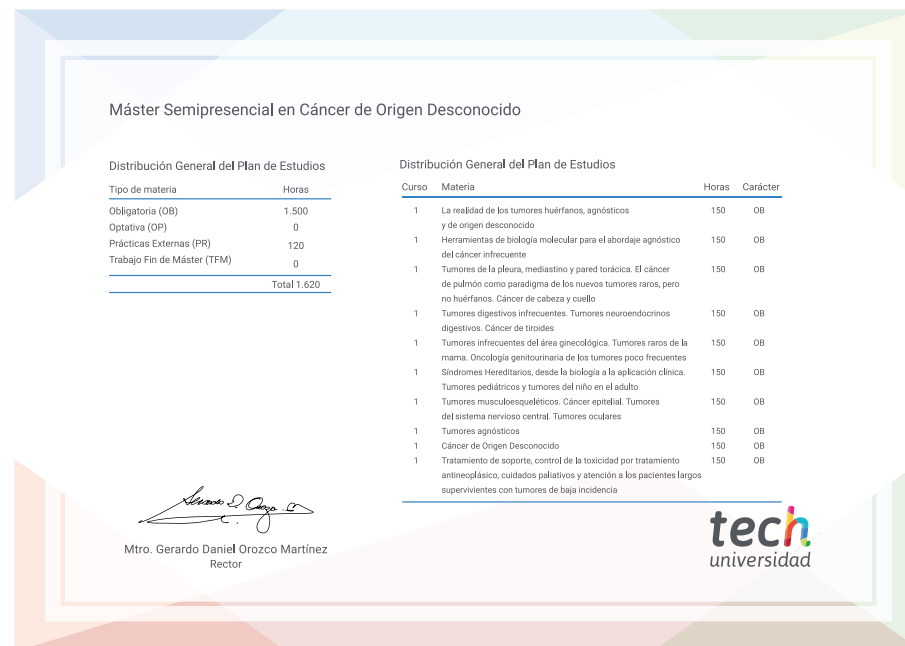 Máster Semipresencial en Cáncer de Origen Desconocido
Distribución General del Plan de Estudios
Tipo de materia Horas
Obligatoria (OB) 1.500
Optativa (OP) 0
Prácticas Externas (PR) 120
Trabajo Fin de Máster (TFM) 0
Total 1.620
Distribución General del Plan de Estudios
Curso Materia Horas Carácter
1 La realidad de los tumores huérfanos, agnósticos 150 OB
y de origen desconocido
1 Herramientas de biología molecular para el abordaje agnóstico 150 OB
del cáncer infrecuente
1 Tumores de la pleura, mediastino y pared torácica. El cáncer 150 OB
de pulmón como paradigma de los nuevos tumores raros, pero
no huérfanos. Cáncer de cabeza y cuello
1 Tumores digestivos infrecuentes. Tumores neuroendocrinos 150 OB
digestivos. Cáncer de tiroides
1 Tumores infrecuentes del área ginecológica. Tumores raros de la 150 OB
mama. Oncología genitourinaria de los tumores poco frecuentes
1 Síndromes Hereditarios, desde la biología a la aplicación clínica. 150 OB
Tumores pediátricos y tumores del niño en el adulto
1 Tumores musculoesqueléticos. Cáncer epitelial. Tumores 150 OB
del sistema nervioso central. Tumores oculares
1 Tumores agnósticos 150 OB
1 Cáncer de Origen Desconocido 150 OB
1 Tratamiento de soporte, control de la toxicidad por tratamiento 150 OB
antineoplásico, cuidados paliativos y atención a los pacientes largos
supervivientes con tumores de baja incidencia
Mtro. Gerardo Daniel Orozco Martínez
Rector
tech
universidad